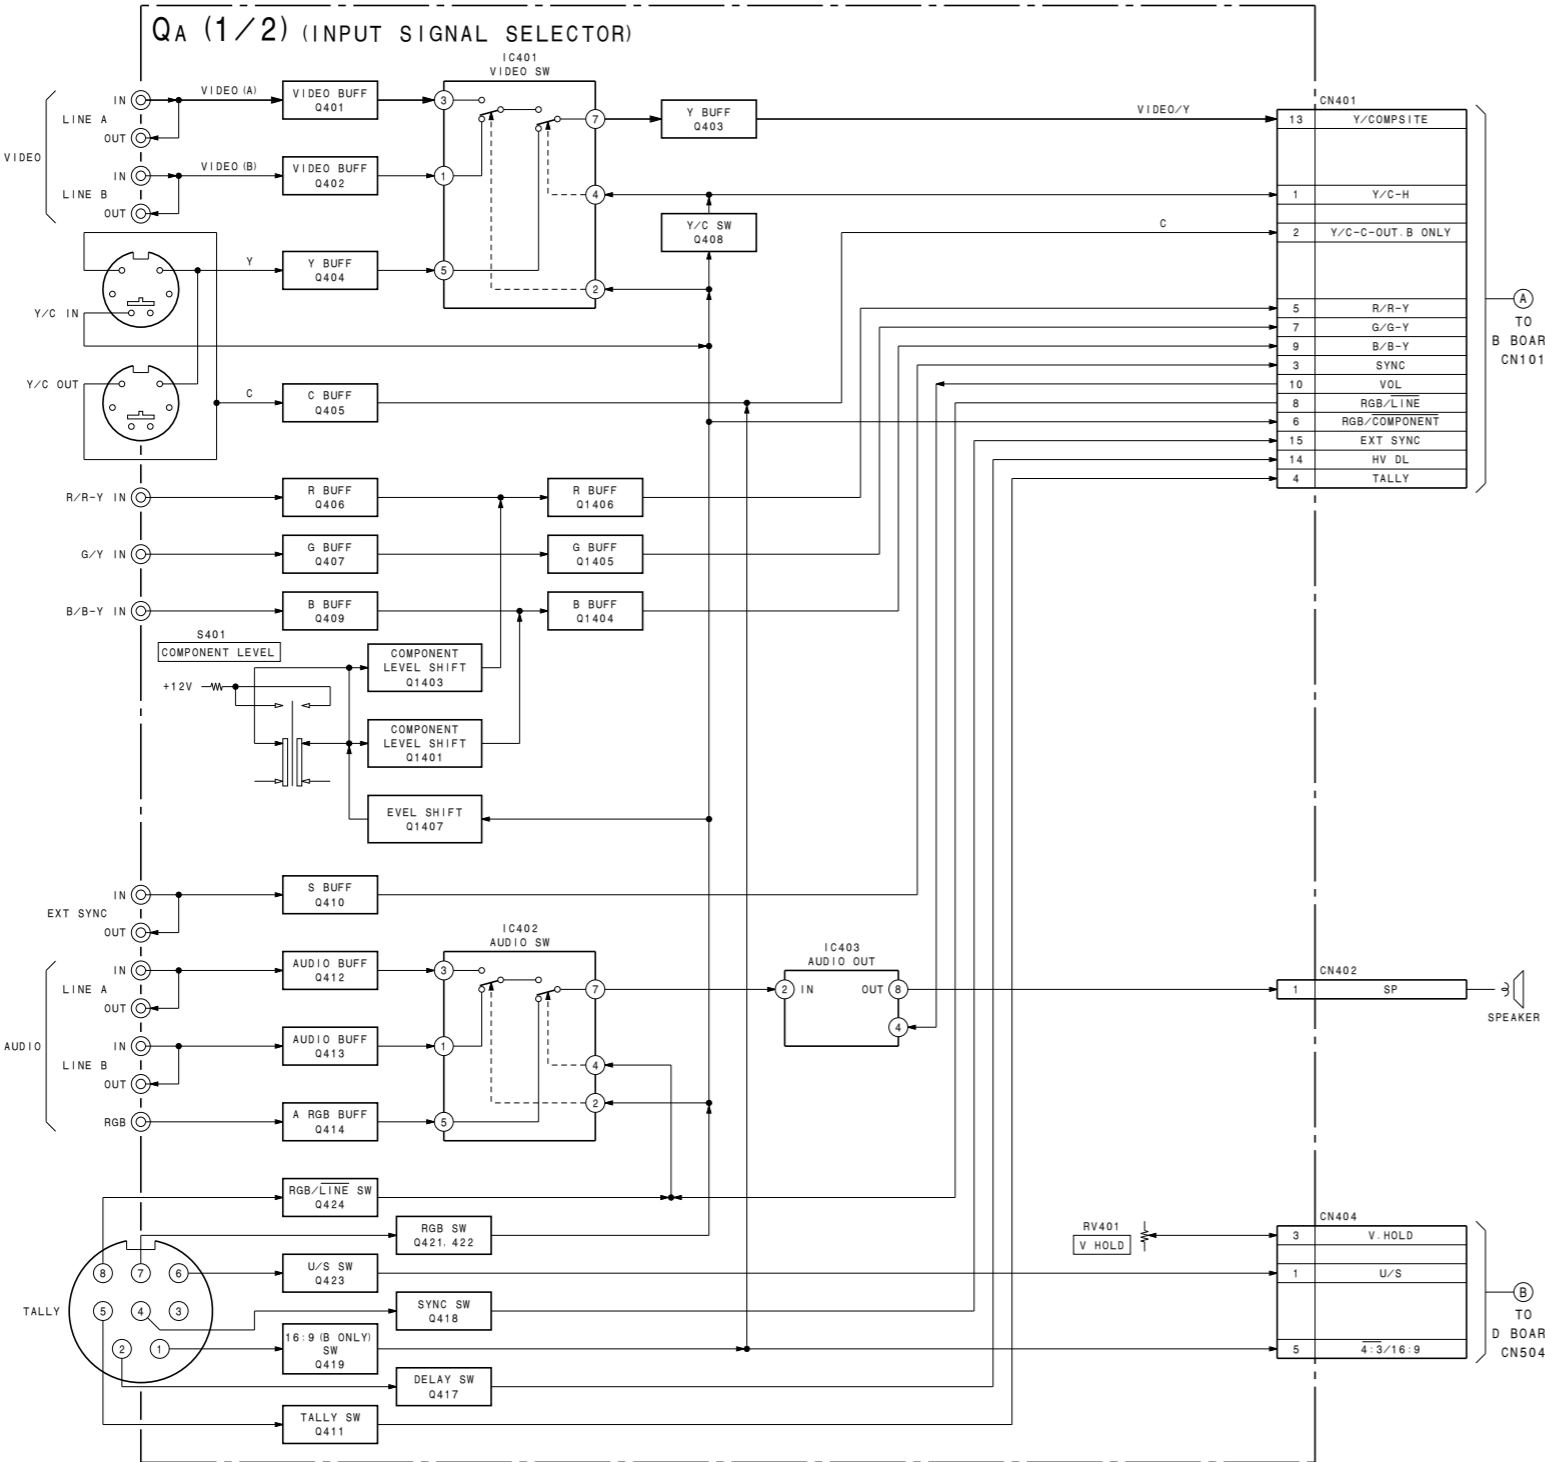 QA (1/2) (INPUT SIGNAL SELECTOR)
IC401
VIDEO SW
VIDEO
LINE A
IN
OUT
LINE B
IN
OUT
VIDEO (A)
VIDEO (B)
VIDEO BUFF
Q401
VIDEO BUFF
Q402
3
1
5
7
4
2
Y BUFF
Q403
VIDEO/Y
Y/C SW
Q408
C
Y
Y BUFF
Q404
Y/C IN
Y/C OUT
C
C BUFF
Q405
CN401
13 Y/COMPSITE
1 Y/C-H
2 Y/C-C-OUT.B ONLY
5 R/R-Y
7 G/G-Y
9 B/B-Y
3 SYNC
10 VOL
8 RGB/LINE
6 RGB/COMPONENT
15 EXT SYNC
14 HV DL
4 TALLY
A
TO
B BOAR
CN101
R/R-Y IN
R BUFF
Q406
R BUFF
Q1406
G/Y IN
G BUFF
Q407
G BUFF
Q1405
B/B-Y IN
B BUFF
Q409
B BUFF
Q1404
S401
COMPONENT LEVEL
+12V
COMPONENT
LEVEL SHIFT
Q1403
COMPONENT
LEVEL SHIFT
Q1401
EVEL SHIFT
Q1407
EXT SYNC
IN
OUT
S BUFF
Q410
AUDIO
LINE A
IN
OUT
LINE B
IN
OUT
RGB
AUDIO BUFF
Q412
AUDIO BUFF
Q413
A RGB BUFF
Q414
IC402
AUDIO SW
3
1
5
7
4
2
IC403
AUDIO OUT
2 IN
OUT 8
4
CN402
1 SP
SPEAKER
RGB/LINE SW
Q424
RGB SW
Q421. 422
U/S SW
Q423
SYNC SW
Q418
16:9 (B ONLY)
SW
Q419
DELAY SW
Q417
TALLY SW
Q411
TALLY
8 7 6
5 4 3
2 1
RV401
V HOLD
CN404
3 V.HOLD
1 U/S
5 4:3/16:9
B
TO
D BOAR
CN504